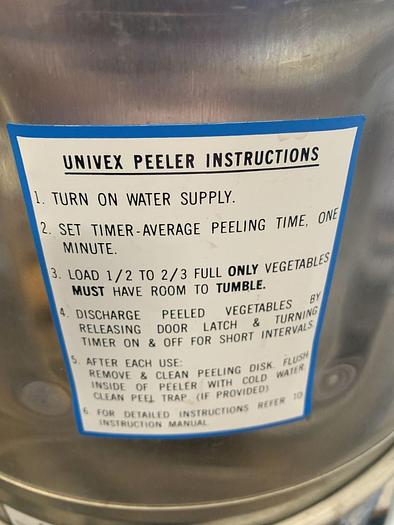 UNIVEX PEELER INSTRUCTIONS
1. TURN ON WATER SUPPLY.
2. SET TIMER-AVERAGE PEELING TIME, ONE
MINUTE.
3. LOAD 1/2 TO 2/3 FULL ONLY VEGETABLES
MUST HAVE ROOM TO TUMBLE.
4. DISCHARGE PEELED VEGETABLES BY
RELEASING DOOR LATCH & TURNING
TIMER ON & OFF FOR SHORT INTERVALS.
5. AFTER EACH USE:
REMOVE & CLEAN PEELING DISK. FLUSH
INSIDE OF PEELER WITH COLD WATER.
CLEAN PEEL TRAP. (IF PROVIDED)
6. FOR DETAILED INSTRUCTIONS REFER TO
INSTRUCTION MANUAL.